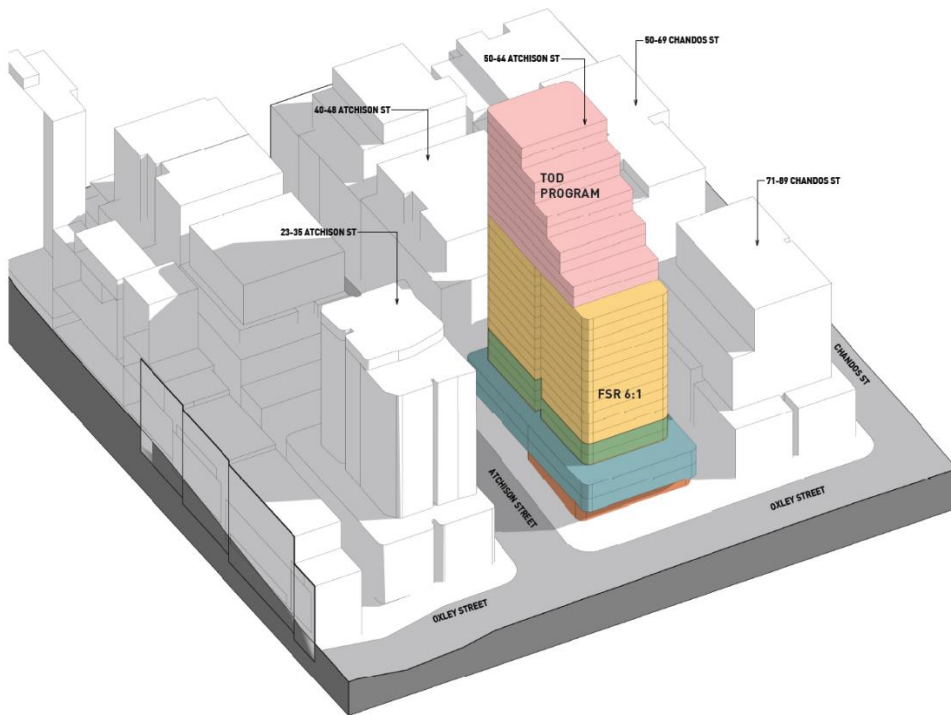 50-69 CHANDOS ST
50-64 ATCHISON ST
40-48 ATCHISON ST
TOD
PROGRAM
71-89 CHANDOS ST
23-35 ATCHISON ST
CHANDOS ST
FSR 6:1
ATCHISON STREET
OXLEY STREET
OXLEY STREET